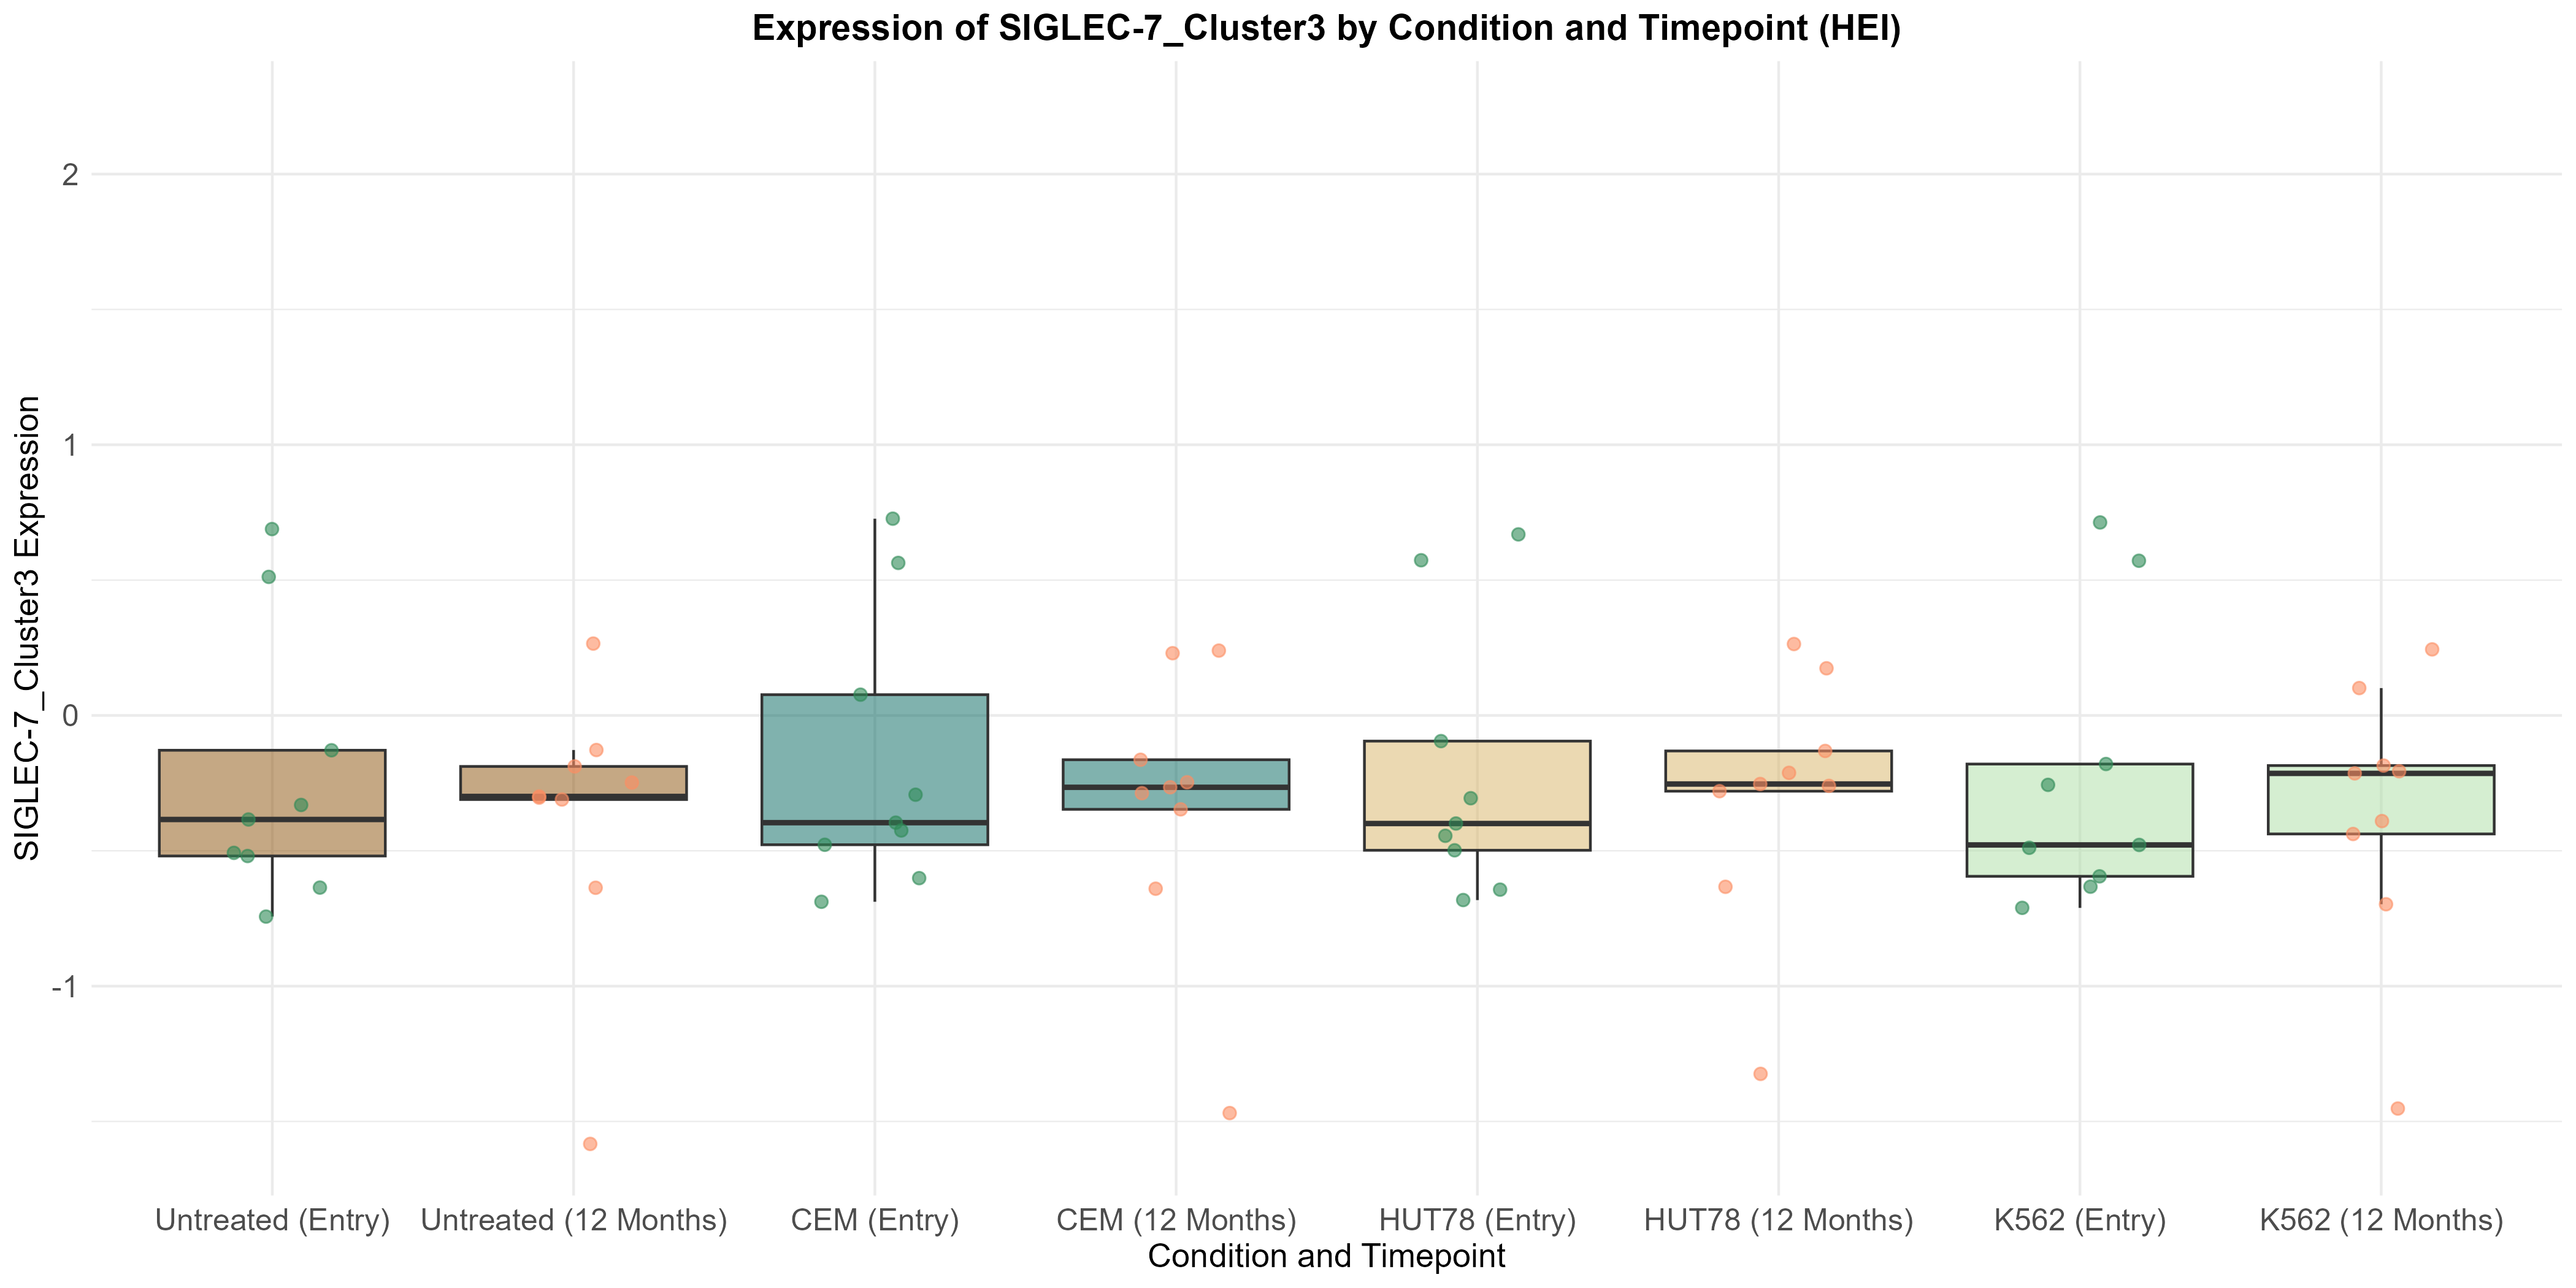 Expression of SIGLEC-7_Cluster3 by Condition and Timepoint (HEI)
SIGLEC-7_Cluster3 Expression
2
1
0
-1
Untreated (Entry)
Untreated (12 Months)
CEM (Entry)
CEM (12 Months)
HUT78 (Entry)
HUT78 (12 Months)
K562 (Entry)
K562 (12 Months)
Condition and Timepoint